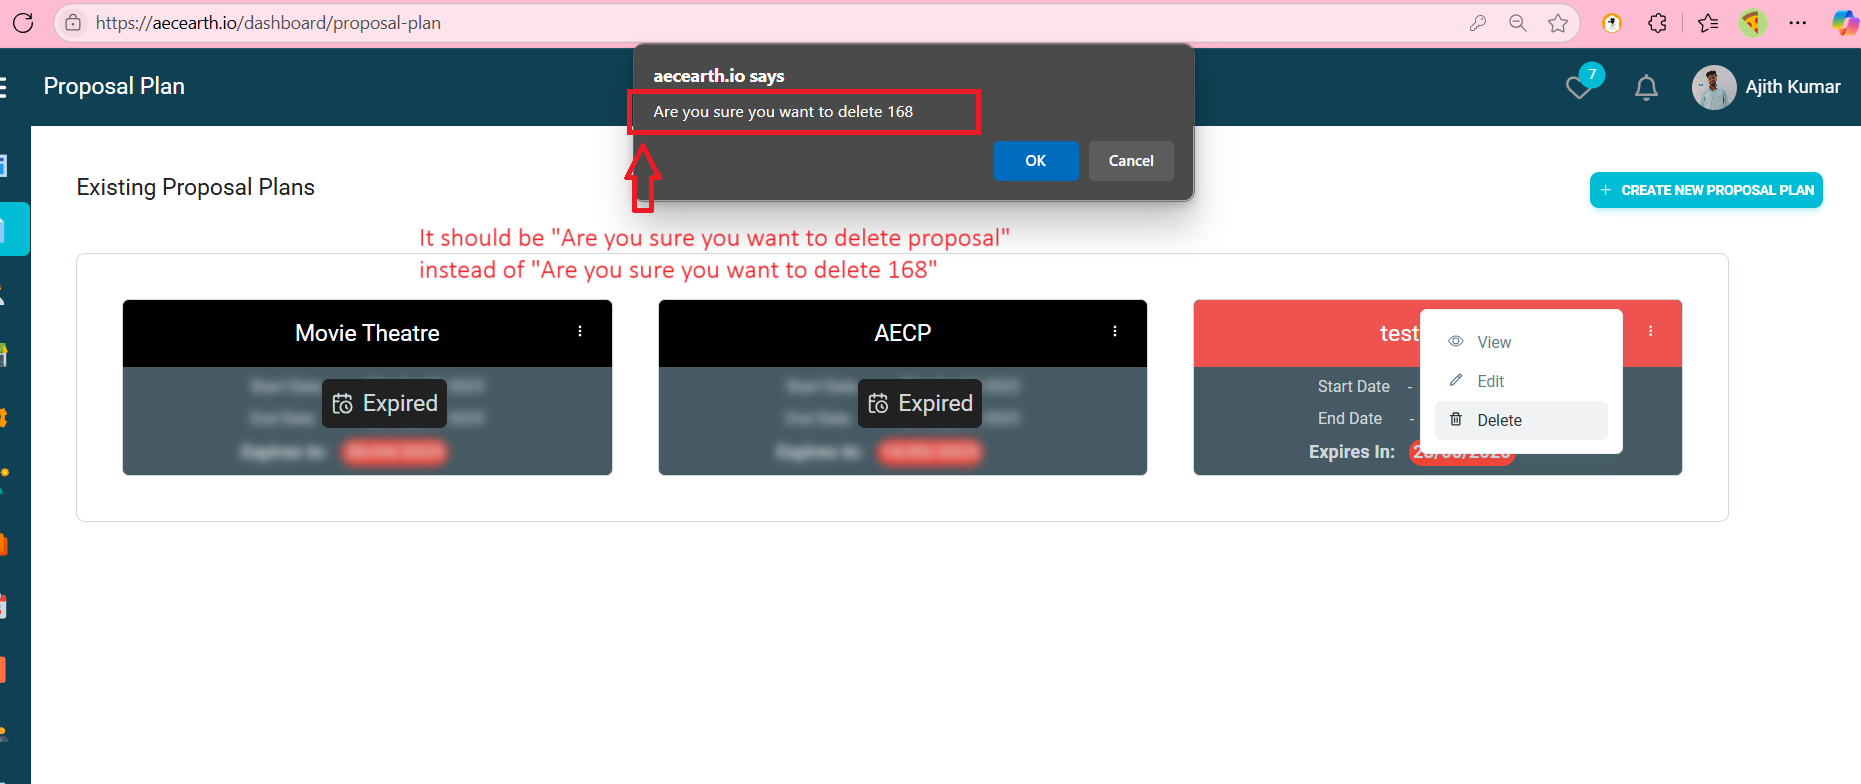 https://aecearth.io/dashboard/proposal-plan
Proposal Plan
aecearth.io says
Are you sure you want to delete 168
OK
Cancel
7
Ajith Kumar
Existing Proposal Plans
+ CREATE NEW PROPOSAL PLAN
It should be "Are you sure you want to delete proposal"
instead of "Are you sure you want to delete 168"
Movie Theatre
Expired
AECP
Expired
test
Start Date -
End Date -
Expires In:
View
Edit
Delete